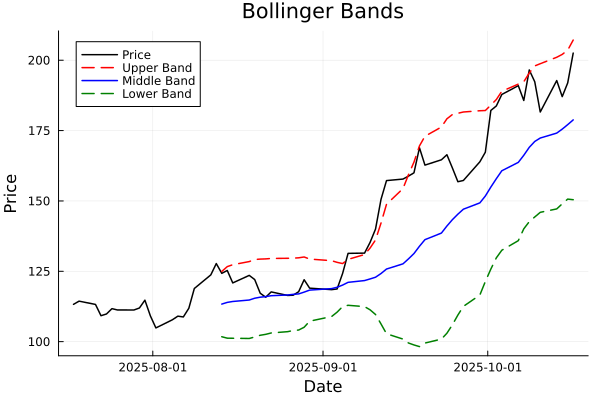 Bollinger Bands
Price
Upper Band
Middle Band
Lower Band
200
175
150
125
100
Price
2025-08-01
2025-09-01
2025-10-01
Date